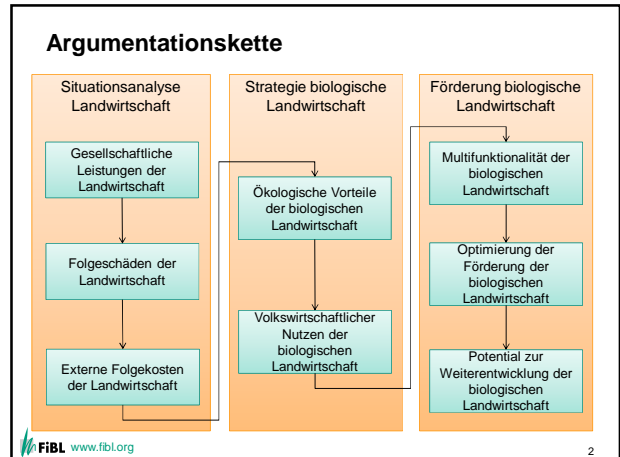 Argumentationskette
Situationsanalyse
Landwirtschaft
Gesellschaftliche
Leistungen der
Landwirtschaft
Folgeschäden der
Landwirtschaft
Externe Folgekosten
der Landwirtschaft
Strategie biologische
Landwirtschaft
Ökologische Vorteile
der biologischen
Landwirtschaft
Volkswirtschaftlicher
Nutzen der
biologischen
Landwirtschaft
Förderung biologische
Landwirtschaft
Multifunktionalität der
biologischen
Landwirtschaft
Optimierung der
Förderung der
biologischen
Landwirtschaft
Potential zur
Weiterentwicklung der
biologischen
Landwirtschaft
FiBL www.fibl.org
2